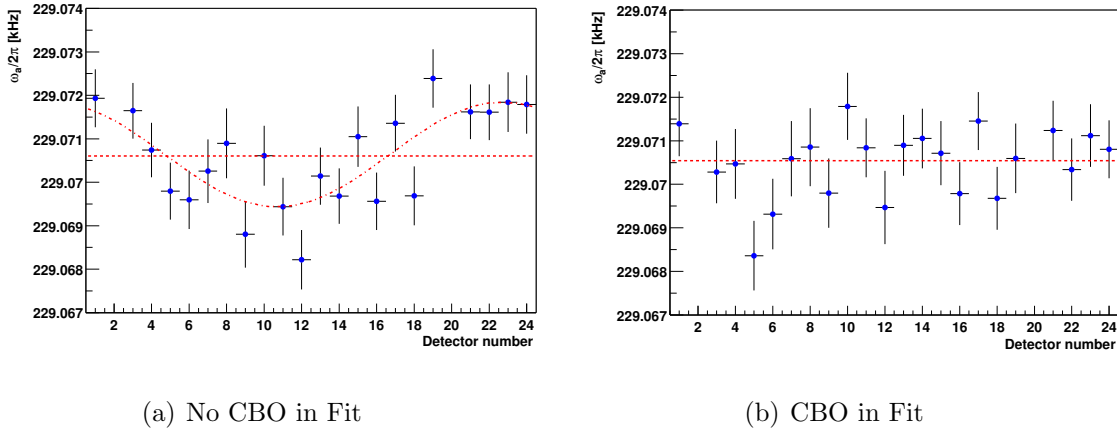 ωa/2π [kHz]
229.074
229.073
229.072
229.071
229.07
229.069
229.068
229.067
2 4 6 8 10 12 14 16 18 20 22 24
Detector number
(a) No CBO in Fit
ωa/2π [kHz]
229.074
229.073
229.072
229.071
229.07
229.069
229.068
229.067
2 4 6 8 10 12 14 16 18 20 22 24
Detector number
(b) CBO in Fit